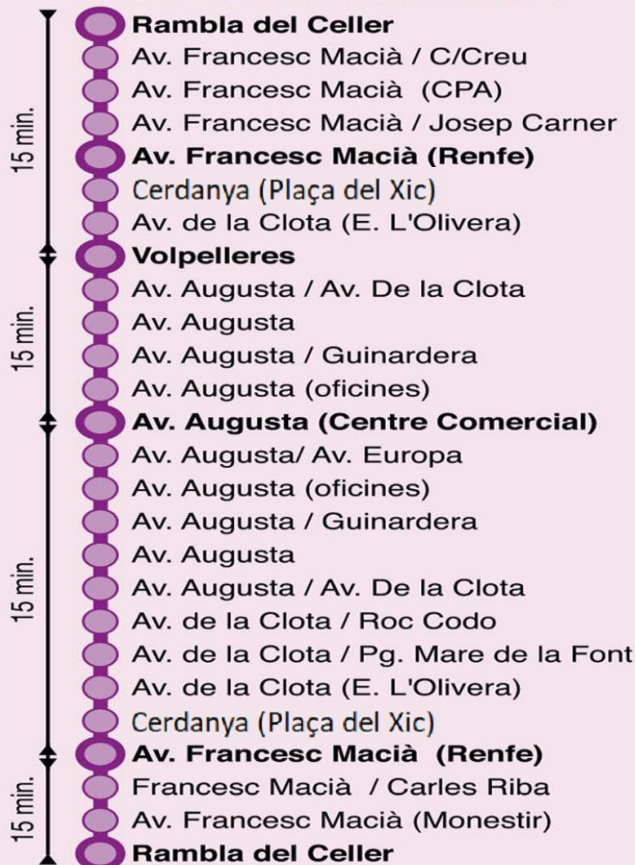 Rambla del Celler
Av. Francesc Macià / C/Creu
Av. Francesc Macià (CPA)
Av. Francesc Macià / Josep Carner
Av. Francesc Macià (Renfe)
Cerdanya (Plaça del Xic)
Av. de la Clota (E. L'Olivera)
15 min.
Volpelleres
Av. Augusta / Av. De la Clota
Av. Augusta
Av. Augusta / Guinardera
Av. Augusta (oficines)
15 min.
Av. Augusta (Centre Comercial)
Av. Augusta/ Av. Europa
Av. Augusta (oficines)
Av. Augusta / Guinardera
Av. Augusta
Av. Augusta / Av. De la Clota
Av. de la Clota / Roc Codo
Av. de la Clota / Pg. Mare de la Font
Av. de la Clota (E. L'Olivera)
Cerdanya (Plaça del Xic)
15 min.
Av. Francesc Macià (Renfe)
Francesc Macià / Carles Riba
Av. Francesc Macià (Monestir)
15 min.
Rambla del Celler